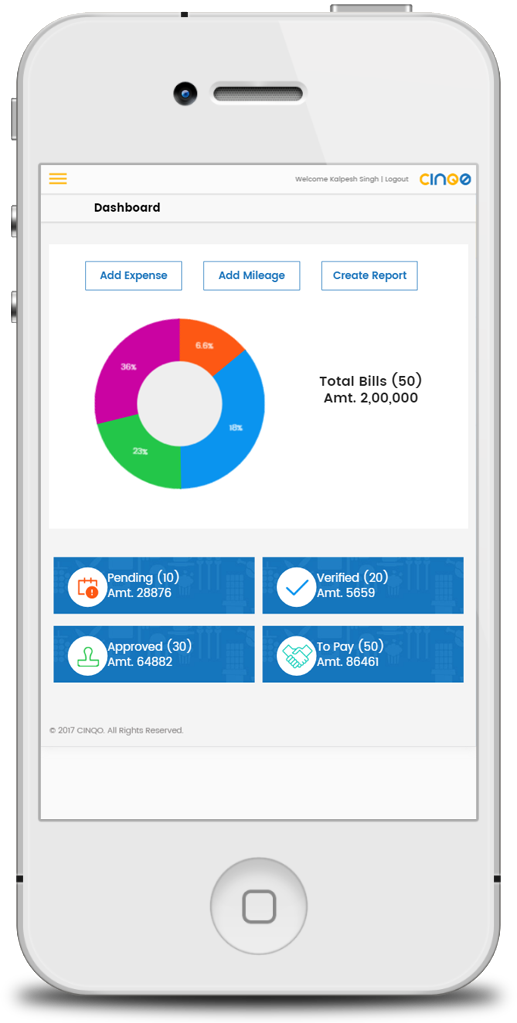 Welcome Kalpesh Singh | Logout
CINQO
Dashboard
Add Expense
Add Mileage
Create Report
36%
6.6%
18%
23%
Total Bills (50)
Amt. 2,00,000
Pending (10)
Amt. 28876
Verified (20)
Amt. 5659
Approved (30)
Amt. 64882
To Pay (50)
Amt. 86461
© 2017 CINQO. All Rights Reserved.